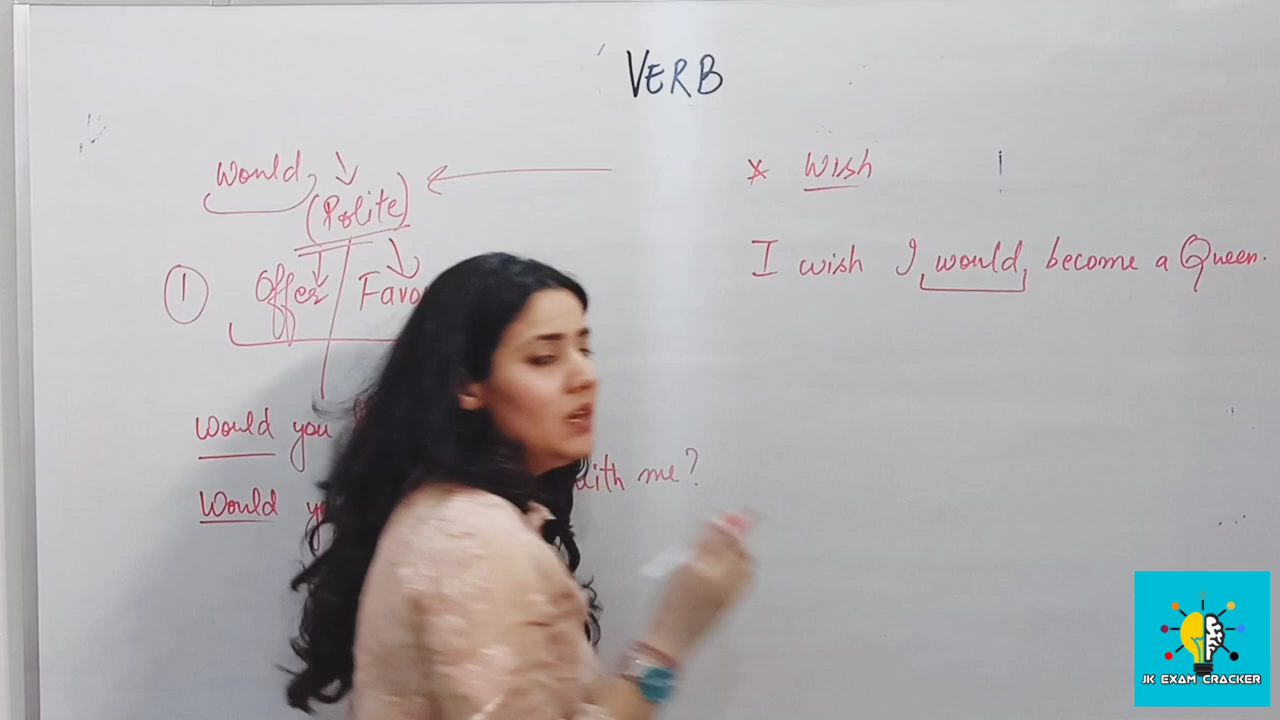 VERB
Would
(Polite)
① Offer Favo
Would you
Would
with me?
* Wish
I wish I would become a Queen.
JK EXAM CRACKER